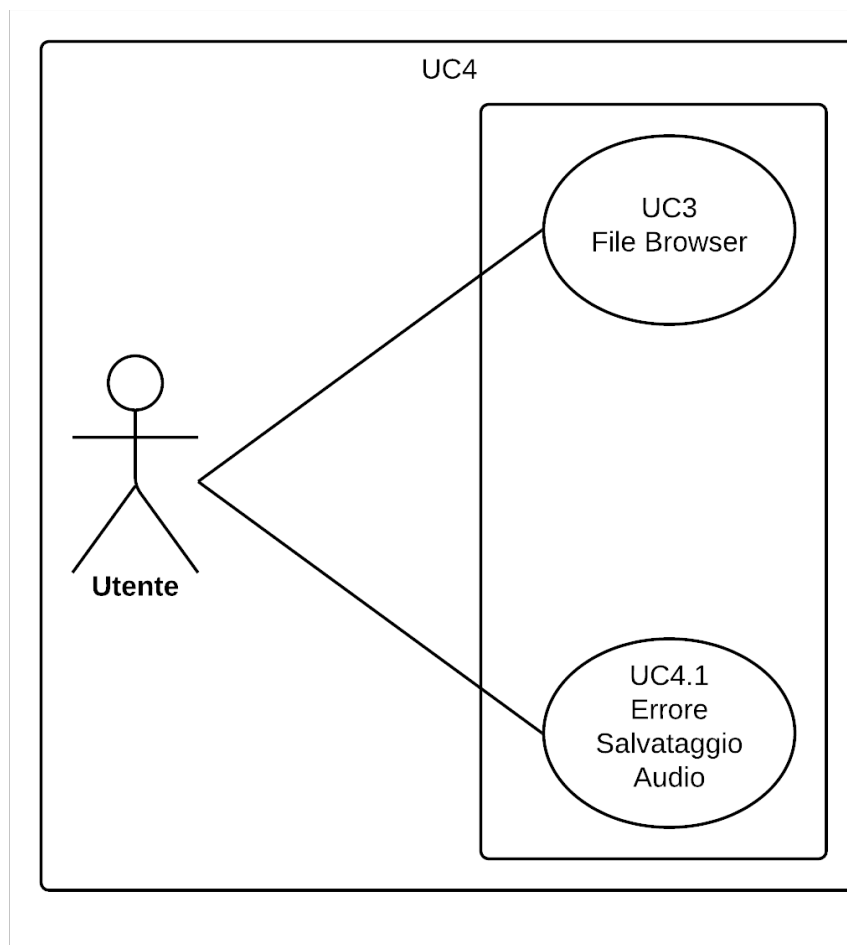 UC4
UC3
File Browser
Utente
UC4.1
Errore
Salvataggio
Audio